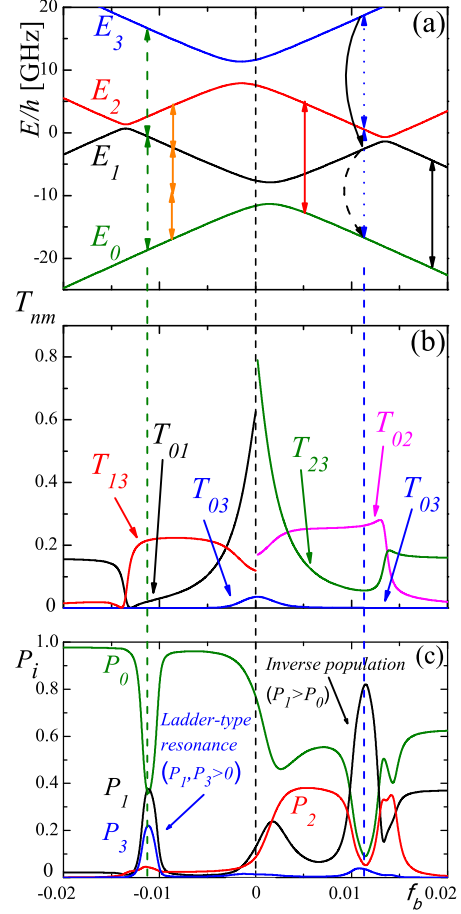 (a)
E/h [GHz]
20
10
0
-10
-20
E₃
E₂
E₁
E₀
Tₙₘ
(b)
0.8
0.6
0.4
0.2
0
T₁₃
T₀₁
T₀₃
T₂₃
T₀₂
T₀₃
Pᵢ
(c)
1.0
0.8
0.6
0.4
0.2
0
P₀
P₁
P₃
Ladder-type
resonance
(P₁,P₃>0)
Inverse population
(P₁>P₀)
P₂
-0.02
-0.01
0
0.01
f_b
0.02